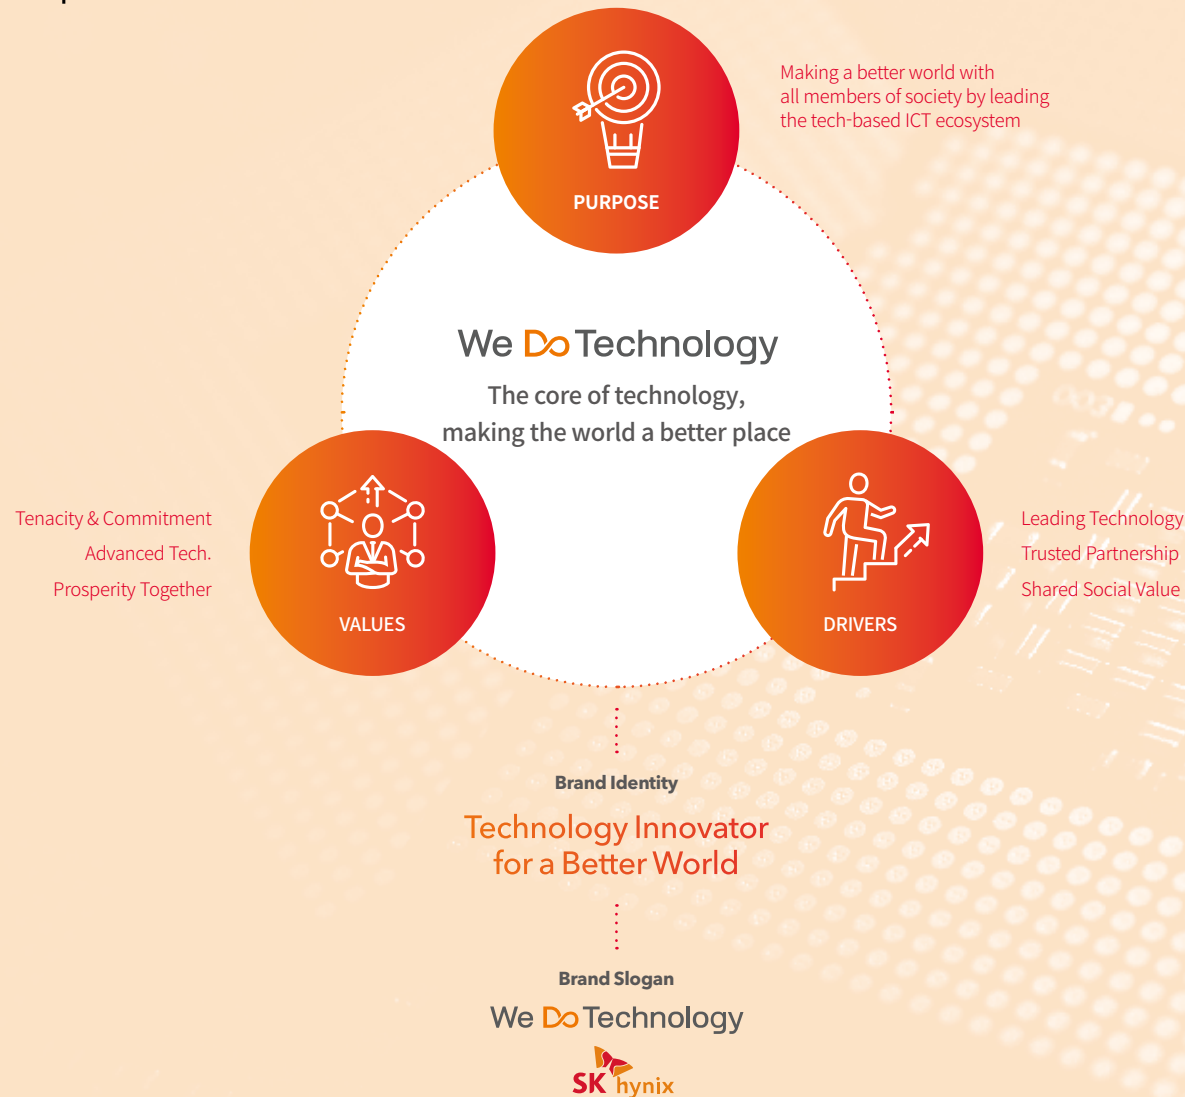 Making a better world with
all members of society by leading
the tech-based ICT ecosystem
PURPOSE
We Do Technology
The core of technology,
making the world a better place
Tenacity & Commitment
Advanced Tech.
Prosperity Together
VALUES
DRIVERS
Leading Technology
Trusted Partnership
Shared Social Value
Brand Identity
Technology Innovator
for a Better World
Brand Slogan
We Do Technology
SK hynix